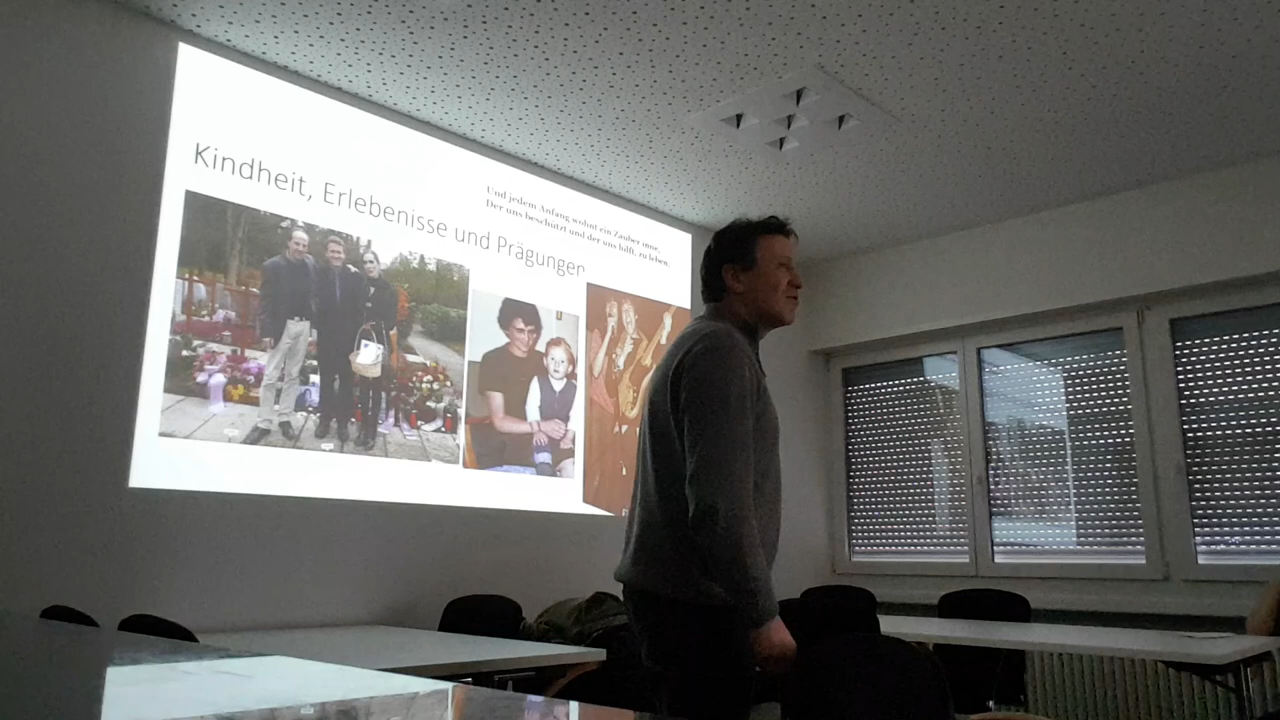 Kindheit, Erlebenisse und Prägungen
Und jedem Anfang wohnt ein Zauber inne,
Der uns beschützt und der uns hilft, zu leben.